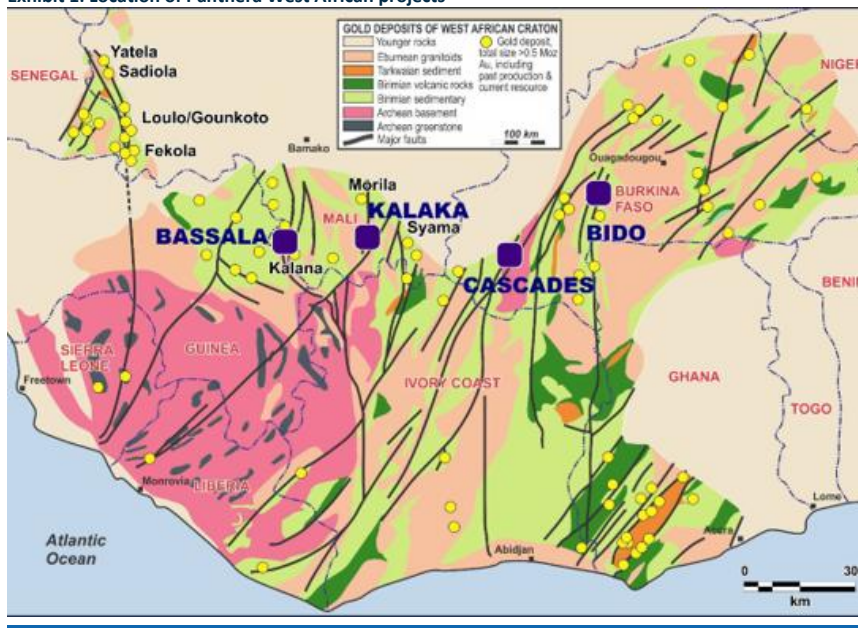 Exhibit 2: Location of Panthera West African projects
GOLD DEPOSITS OF WEST AFRICAN CRATON
Younger rocks
Eburnean granitoids
Tarkwaian sediment
Birimian volcanic rocks
Birimian sedimentary
Archean basement
Archean greenstone
Major faults
Gold deposit,
total size >0.5 Moz
Au, including
past production &
current resource
100 km
Yatela
Sadiola
SENEGAL
NIGER
Loulo/Gounkoto
Fekola
Bamako
Ouagadougou
Morila
MALI
KALAKA
BURKINA
FASO
BASSALA
Syama
BIDO
Kalana
CASCADES
BENI
SIERRA
LEONE
GUINEA
Freetown
IVORY COAST
GHANA
TOGO
Monrovia
LIBERIA
Lome
Accra
Atlantic
Ocean
Abidjan
0
30
km